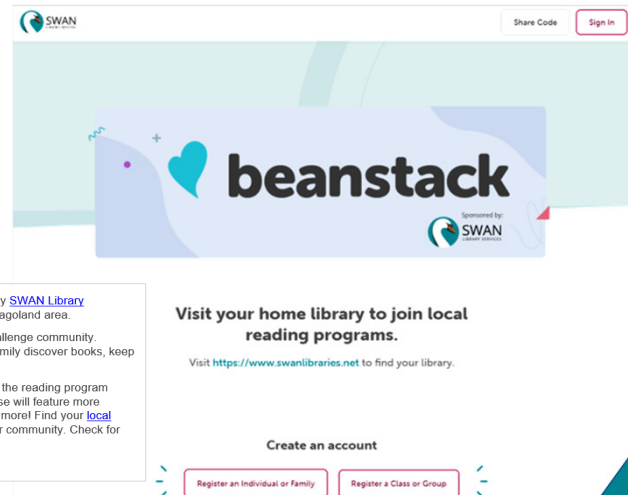 SWAN
LIBRARY SERVICES
Share Code
Sign In
beanstack
Sponsored by:
SWAN
LIBRARY SERVICES
y SWAN Library
agoland area.
allenge community.
mily discover books, keep
the reading program
se will feature more
more! Find your local
r community. Check for
Visit your home library to join local
reading programs.
Visit https://www.swanlibraries.net to find your library.
Create an account
Register an Individual or Family
Register a Class or Group